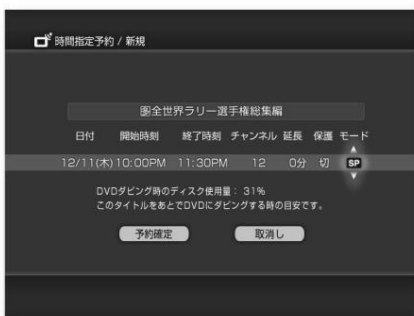 時間指定予約 / 新規
圏全世界ラリー選手権総集編
日付 開始時刻 終了時刻 チャンネル 延長 保護 モード
12/11(木) 10:00PM 11:30PM 12 0分 切 SP
DVDダビング時のディスク使用量： 31%
このタイトルをあとでDVDにダビングする時の目安です。
予約確定 取消し